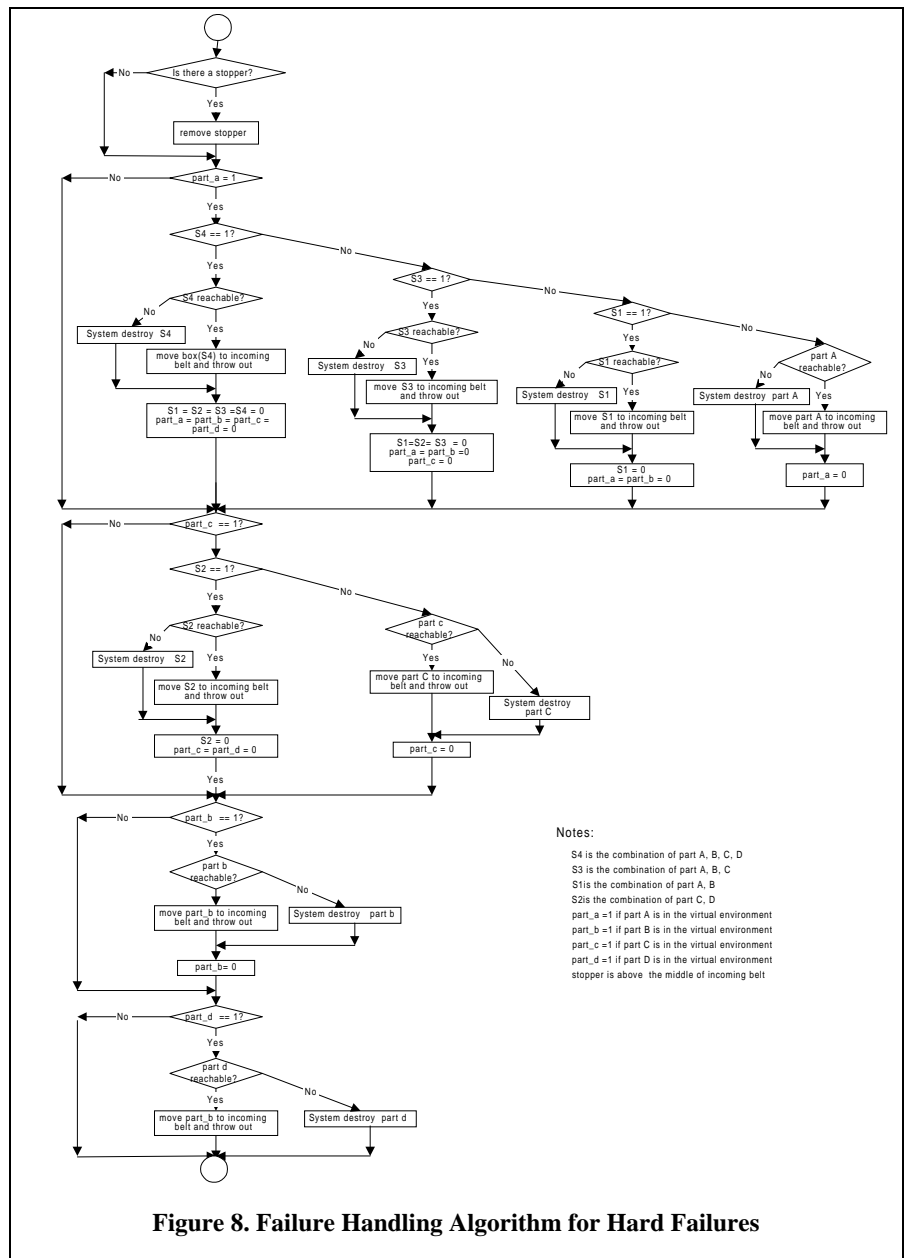 Is there a stopper?
No
Yes
remove stopper
part_a = 1
No
Yes
S4 == 1?
No
Yes
S4 reachable?
No
Yes
System destroy S4
move box(S4) to incoming
belt and throw out
S1 = S2 = S3 =S4 = 0
part_a = part_b = part_c =
part_d = 0
S3 == 1?
No
Yes
S3 reachable?
No
Yes
System destroy S3
move S3 to incoming belt
and throw out
S1=S2= S3 = 0
part_a = part_b =0
part_c = 0
S1 == 1?
No
Yes
S1 reachable?
No
Yes
System destroy S1
move S1 to incoming belt
and throw out
S1 = 0
part_a = part_b = 0
part A
reachable?
No
Yes
System destroy part A
move part A to incoming
belt and throw out
part_a = 0
part_c == 1?
No
Yes
S2 == 1?
No
Yes
S2 reachable?
No
Yes
System destroy S2
move S2 to incoming belt
and throw out
S2 = 0
part_c = part_d = 0
Yes
part c
reachable?
Yes
No
move part C to incoming
belt and throw out
System destroy
part C
part_c = 0
part_b == 1?
No
Yes
part b
reachable?
Yes
No
move part_b to incoming
belt and throw out
System destroy part b
part_b= 0
part_d == 1?
No
Yes
part d
reachable?
Yes
No
move part_b to incoming
belt and throw out
System destroy part d
Notes:
S4 is the combination of part A, B, C, D
S3 is the combination of part A, B, C
S1is the combination of part A, B
S2is the combination of part C, D
part_a =1 if part A is in the virtual environment
part_b =1 if part B is in the virtual environment
part_c =1 if part C is in the virtual environment
part_d =1 if part D is in the virtual environment
stopper is above the middle of incoming belt
Figure 8. Failure Handling Algorithm for Hard Failures